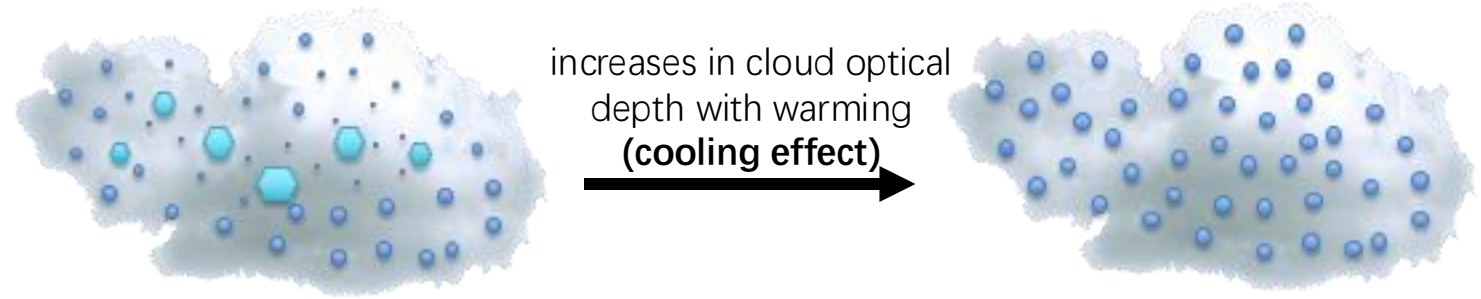 increases in cloud optical
depth with warming
(cooling effect)